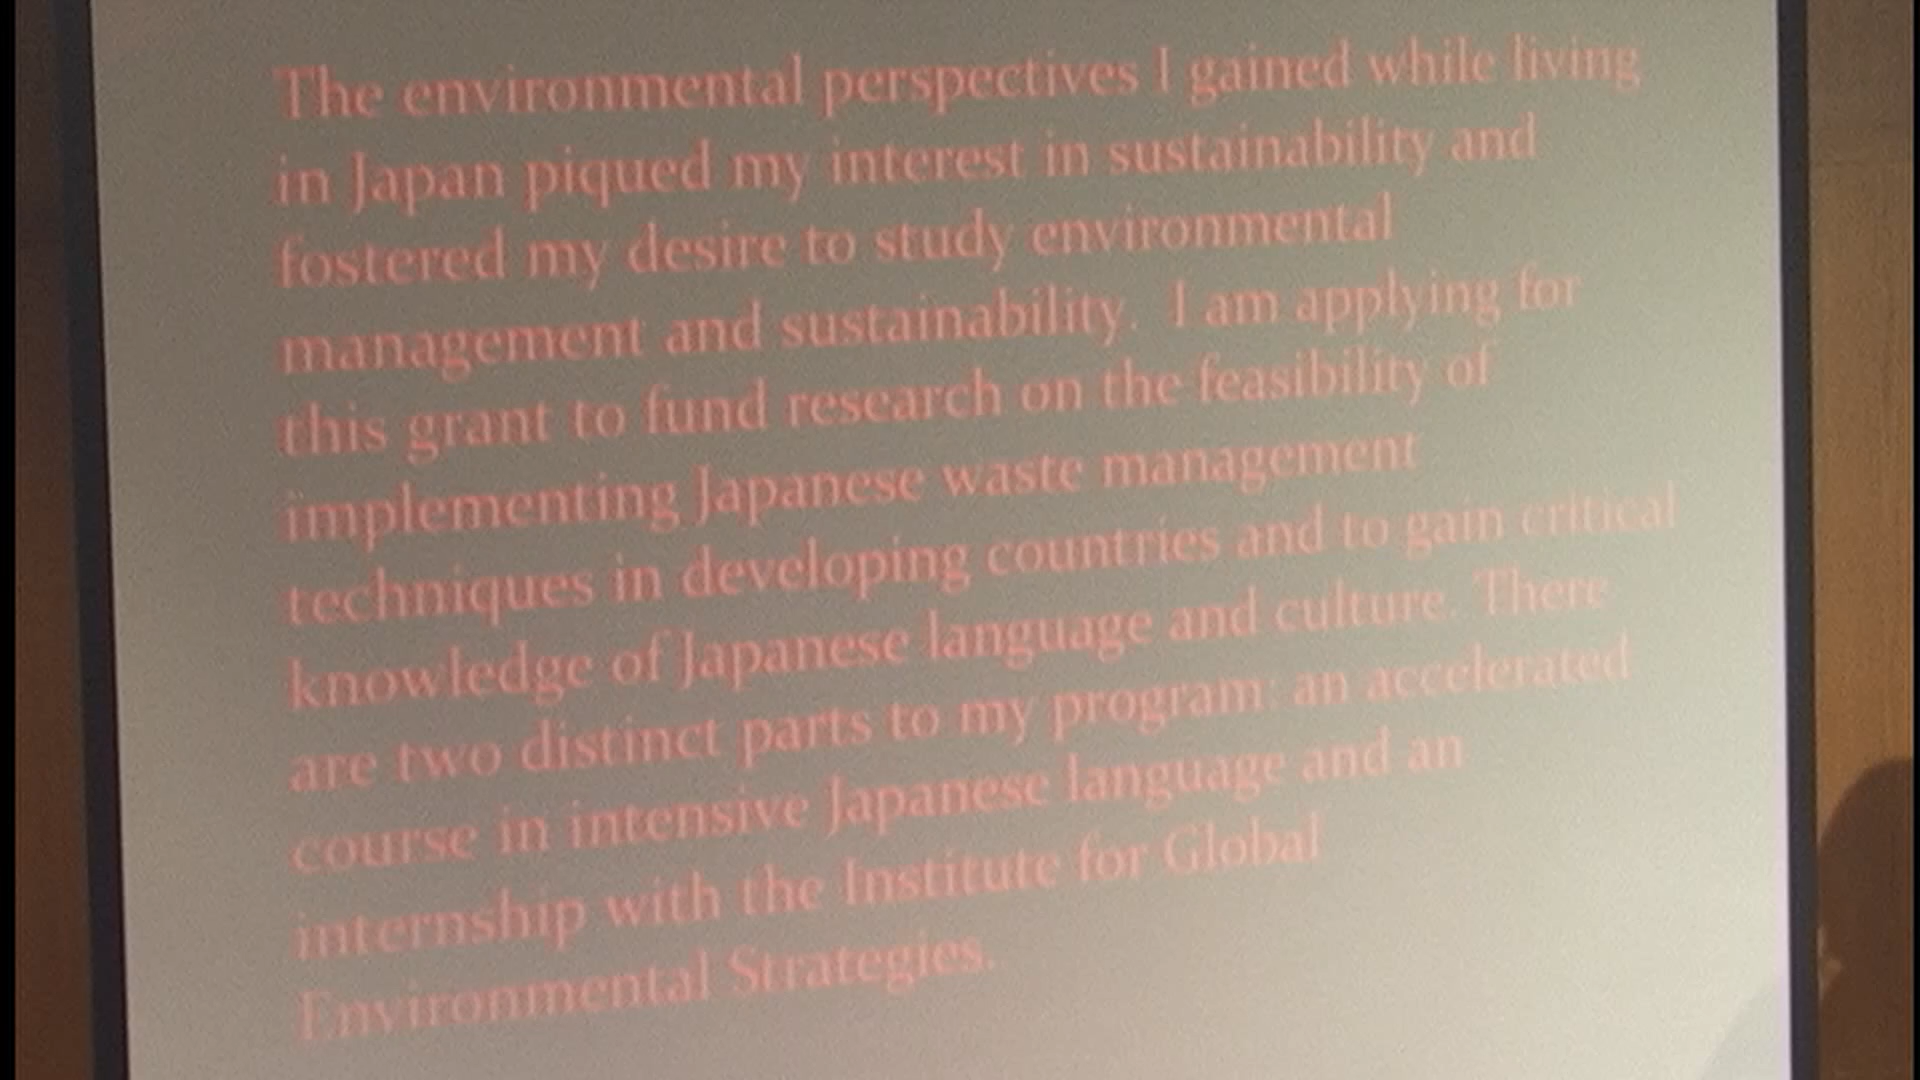 The environmental perspectives I gained while living
in Japan piqued my interest in sustainability and
fostered my desire to study environmental
management and sustainability.  I am applying for
this grant to fund research on the feasibility of
implementing Japanese waste management
techniques in developing countries and to gain critical
knowledge of Japanese language and culture. There
are two distinct parts to my program: an accelerated
course in intensive Japanese language and an
internship with the Institute for Global
Environmental Strategies.